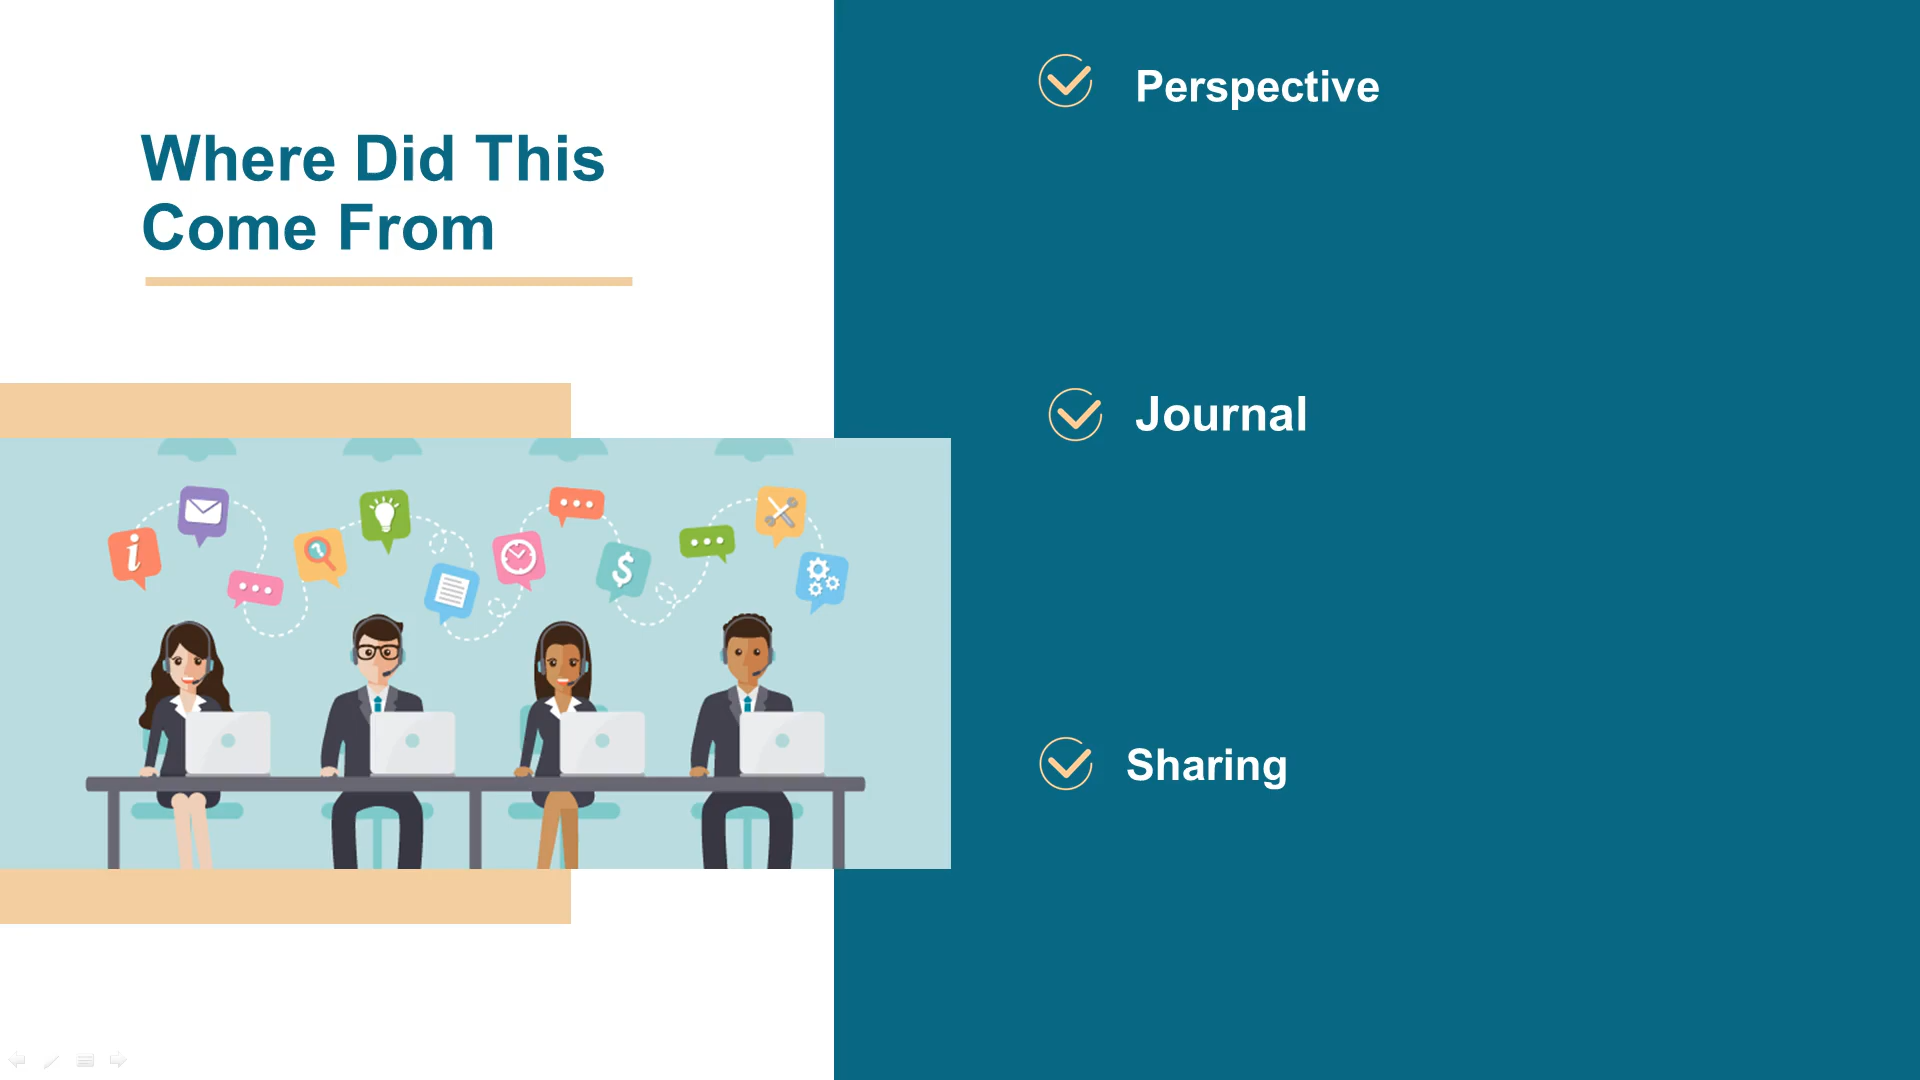 Where Did This
Come From
Perspective
Journal
Sharing
i
?
$